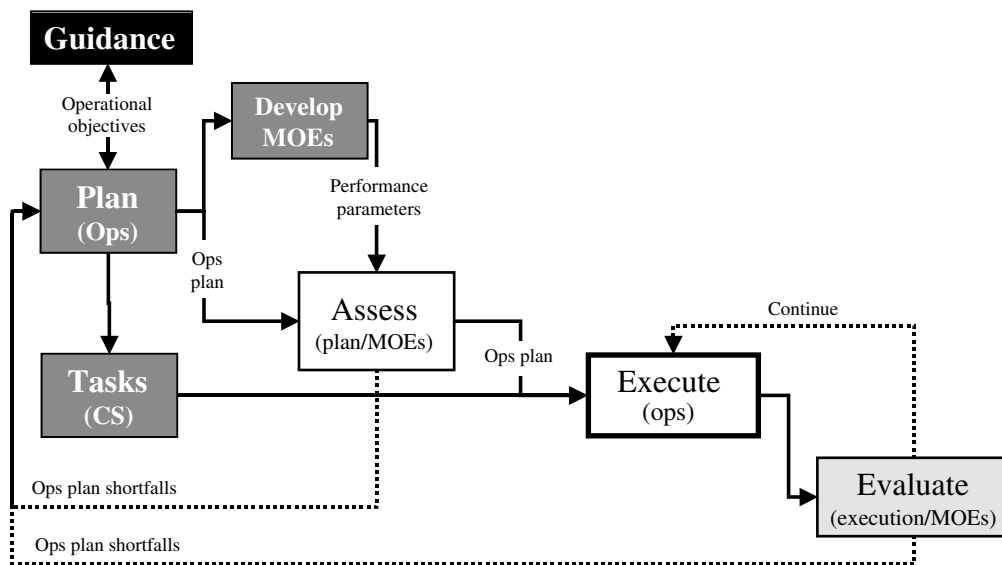 Guidance
Operational
objectives
Develop
MOEs
Plan
(Ops)
Performance
parameters
Ops
plan
Assess
(plan/MOEs)
Continue
Ops plan
Tasks
(CS)
Execute
(ops)
Evaluate
(execution/MOEs)
Ops plan shortfalls
Ops plan shortfalls